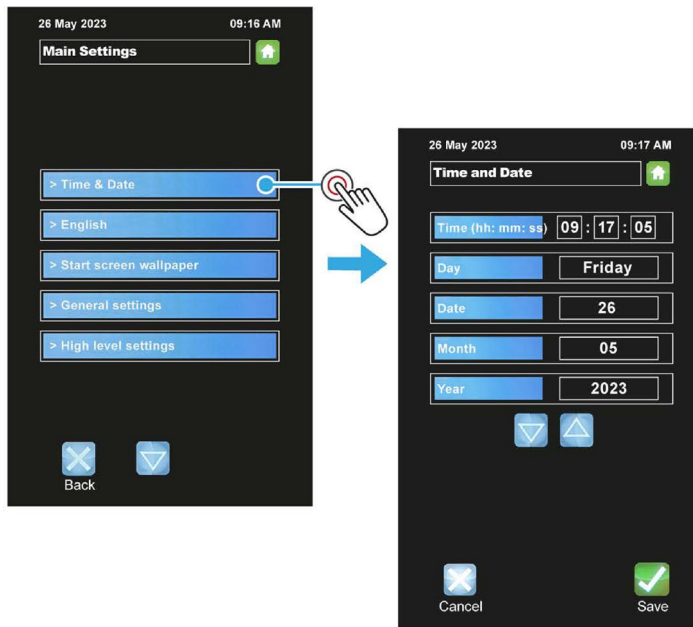 26 May 2023 09:16 AM
Main Settings
> Time & Date
> English
> Start screen wallpaper
> General settings
> High level settings
Back
26 May 2023 09:17 AM
Time and Date
Time (hh: mm: ss) 09 : 17 : 05
Day Friday
Date 26
Month 05
Year 2023
Cancel Save